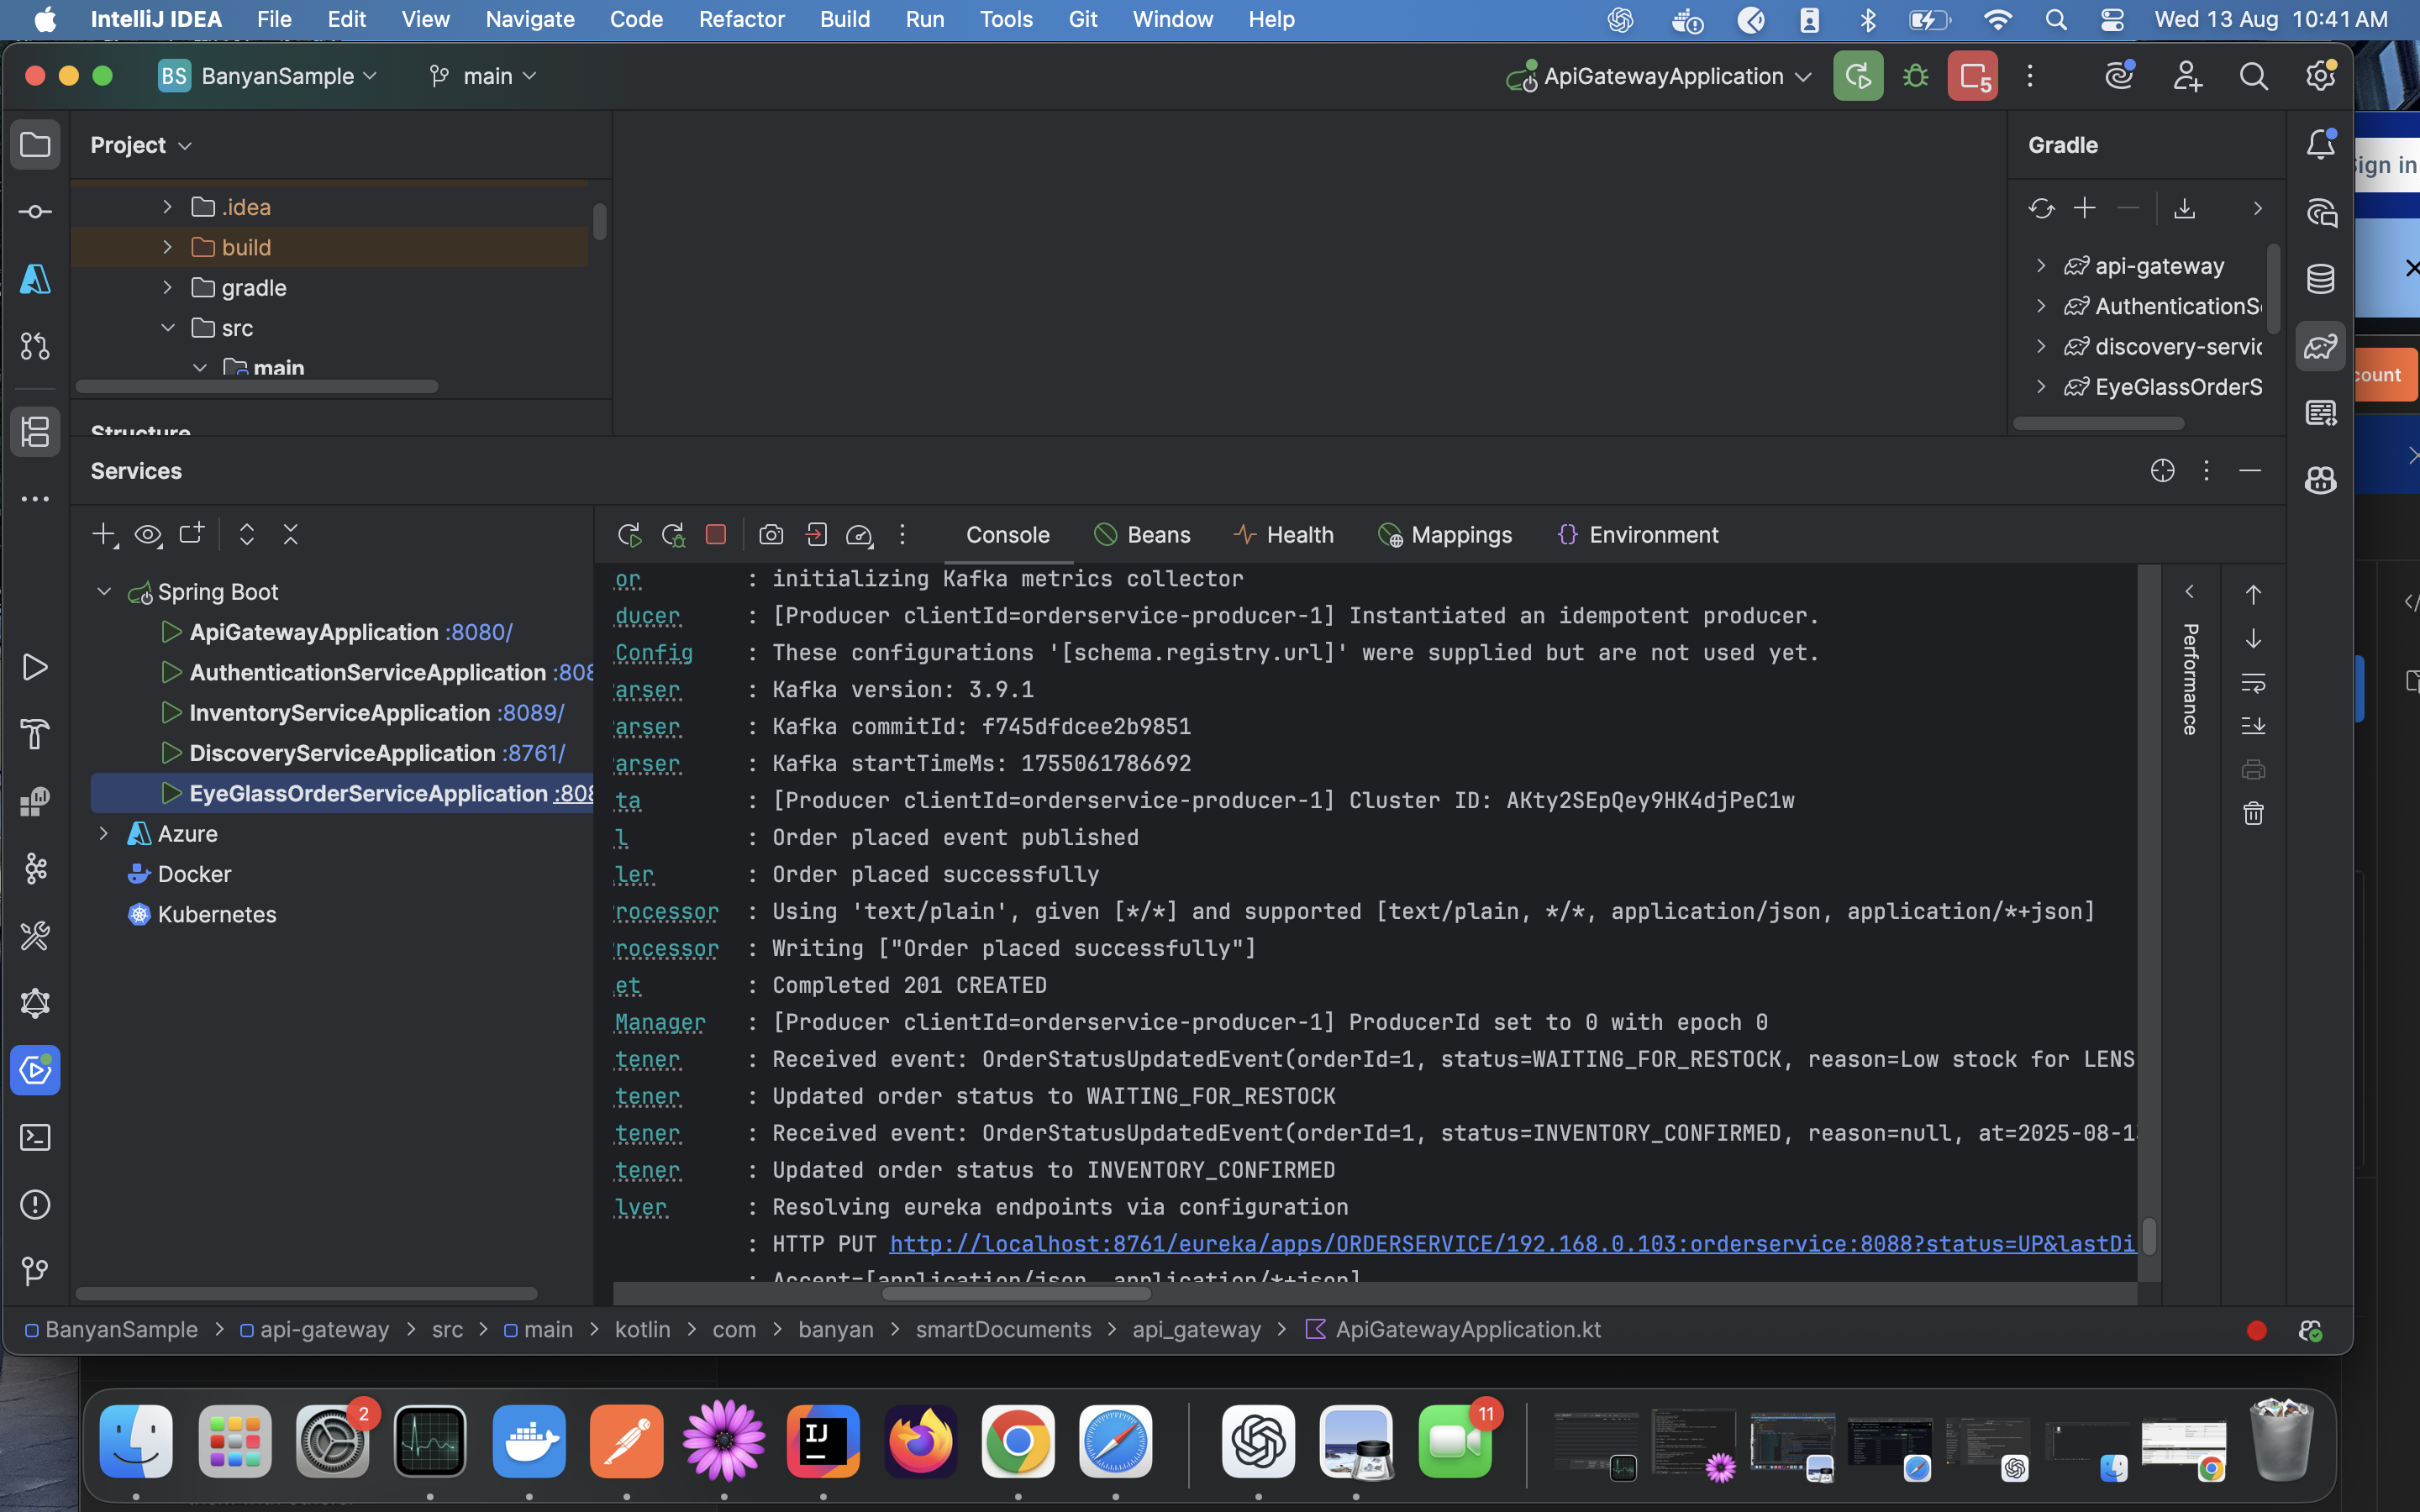 IntelliJ IDEA File Edit View Navigate Code Refactor Build Run Tools Git Window Help Wed 13 Aug 10:41 AM
BS BanyanSample main ApiGatewayApplication 5
Project
Gradle
.idea
build
gradle
src
main
api-gateway
AuthenticationS
discovery-servic
EyeGlassOrderS
Sign in
count
Structure
Services
Console Beans Health Mappings Environment
Spring Boot
ApiGatewayApplication :8080/
AuthenticationServiceApplication :808
InventoryServiceApplication :8089/
DiscoveryServiceApplication :8761/
EyeGlassOrderServiceApplication :808
Azure
Docker
Kubernetes
or : initializing Kafka metrics collector
ducer : [Producer clientId=orderservice-producer-1] Instantiated an idempotent producer.
Config : These configurations '[schema.registry.url]' were supplied but are not used yet.
arser : Kafka version: 3.9.1
arser : Kafka commitId: f745dfdcee2b9851
arser : Kafka startTimeMs: 1755061786692
ta : [Producer clientId=orderservice-producer-1] Cluster ID: AKty2SEpQey9HK4djPeC1w
l : Order placed event published
ler : Order placed successfully
rocessor : Using 'text/plain', given [*/*] and supported [text/plain, */*, application/json, application/*+json]
rocessor : Writing ["Order placed successfully"]
et : Completed 201 CREATED
Manager : [Producer clientId=orderservice-producer-1] ProducerId set to 0 with epoch 0
tener : Received event: OrderStatusUpdatedEvent(orderId=1, status=WAITING_FOR_RESTOCK, reason=Low stock for LENS
tener : Updated order status to WAITING_FOR_RESTOCK
tener : Received event: OrderStatusUpdatedEvent(orderId=1, status=INVENTORY_CONFIRMED, reason=null, at=2025-08-1
tener : Updated order status to INVENTORY_CONFIRMED
lver : Resolving eureka endpoints via configuration
: HTTP PUT http://localhost:8761/eureka/apps/ORDERSERVICE/192.168.0.103:orderservice:8088?status=UP&lastDi
: Accept=[application/json, application/*+json]
Performance
BanyanSample > api-gateway > src > main > kotlin > com > banyan > smartDocuments > api_gateway > ApiGatewayApplication.kt
2
IJ
11